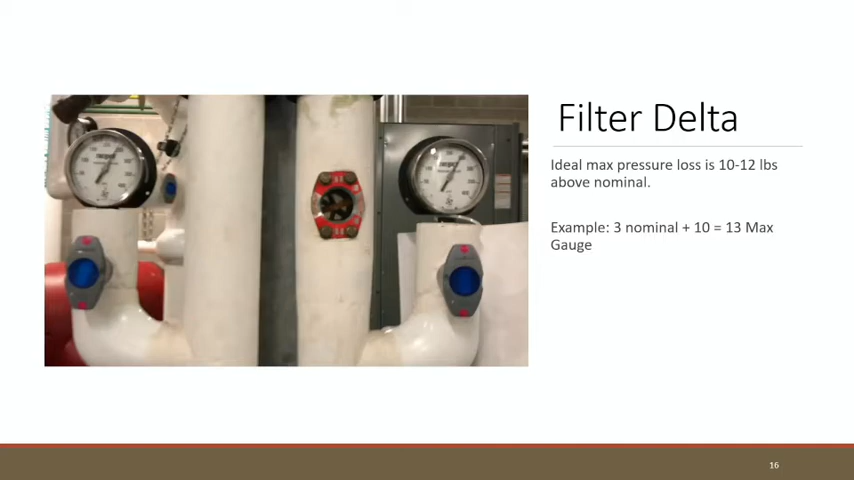 Filter Delta
Ideal max pressure loss is 10-12 lbs
above nominal.
Example: 3 nominal + 10 = 13 Max
Gauge
16